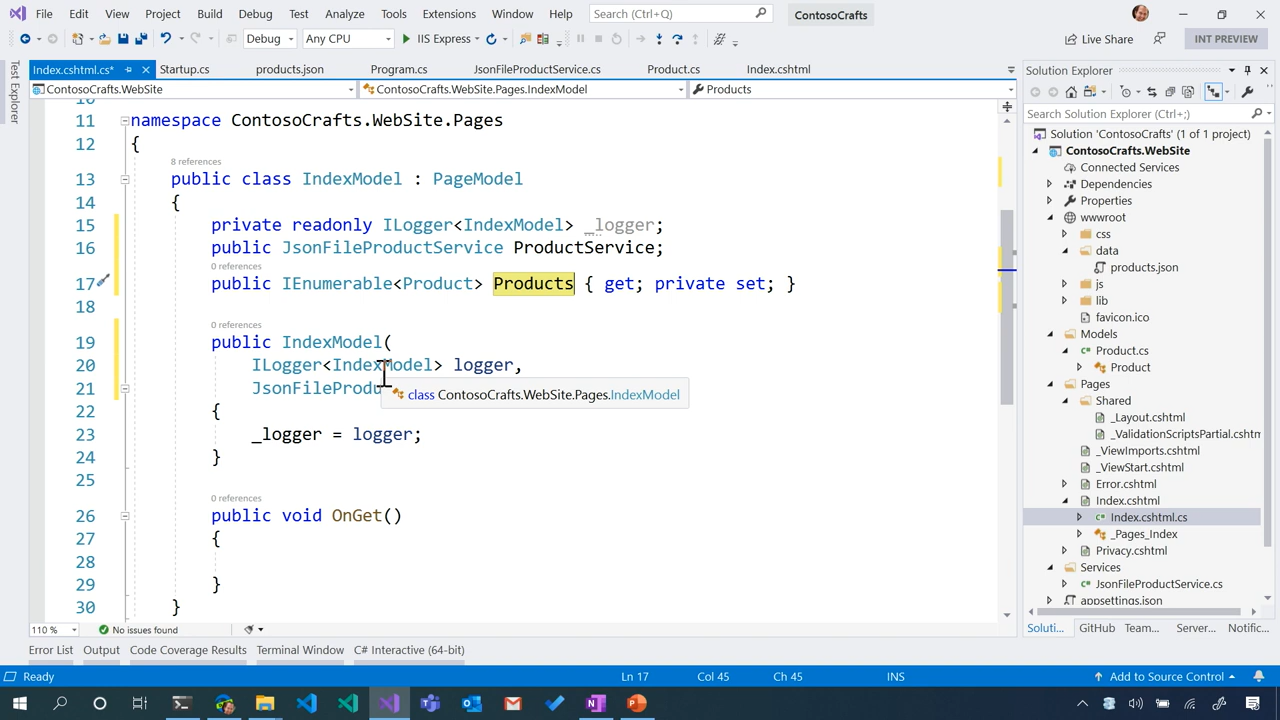 File Edit View Project Build Debug Test Analyze Tools Extensions Window Help Search (Ctrl+Q) ContosoCrafts
Debug Any CPU IIS Express Live Share INT PREVIEW
Index.cshtml.cs* Startup.cs products.json Program.cs JsonFileProductService.cs Product.cs Index.cshtml
ContosoCrafts.WebSite ContosoCrafts.WebSite.Pages.IndexModel Products
Test Explorer
11 namespace ContosoCrafts.WebSite.Pages
12 {
8 references
13 public class IndexModel : PageModel
14 {
15 private readonly ILogger<IndexModel> _logger;
16 public JsonFileProductService ProductService;
0 references
17 public IEnumerable<Product> Products { get; private set; }
18
0 references
19 public IndexModel(
20 ILogger<IndexModel> logger,
21 JsonFileProdu
class ContosoCrafts.WebSite.Pages.IndexModel
22 {
23 _logger = logger;
24 }
25
0 references
26 public void OnGet()
27 {
28
29 }
30 }
110 % No issues found
Error List Output Code Coverage Results Terminal Window C# Interactive (64-bit)
Ready Ln 17 Col 45 Ch 45 INS Add to Source Control
Solution Explorer
Search Solution Explorer (Ctrl+;)
Solution 'ContosoCrafts' (1 of 1 project)
ContosoCrafts.WebSite
Connected Services
Dependencies
Properties
wwwroot
css
data
products.json
js
lib
favicon.ico
Models
Product.cs
Product
Pages
Shared
_Layout.cshtml
_ValidationScriptsPartial.cshtm
_ViewImports.cshtml
_ViewStart.cshtml
Error.cshtml
Index.cshtml
Index.cshtml.cs
_Pages_Index
Privacy.cshtml
Services
JsonFileProductService.cs
appsettings.json
Soluti... GitHub Team... Server... Notific...